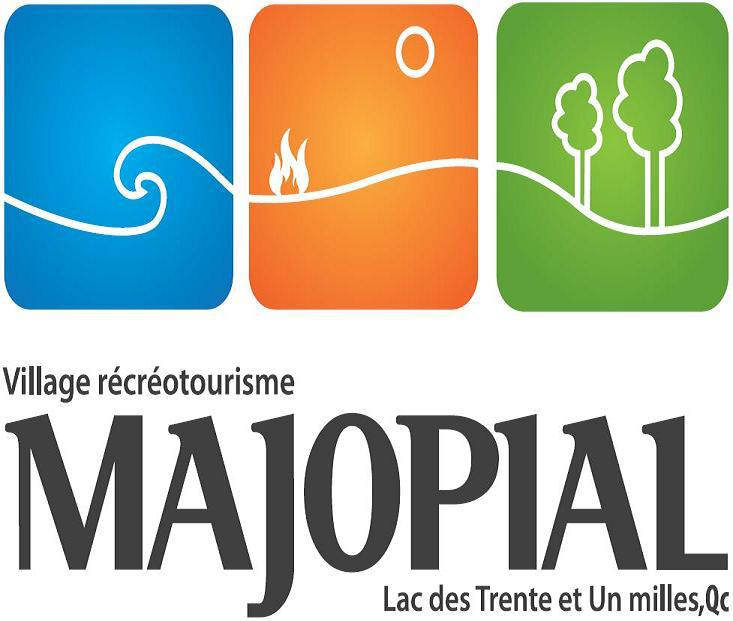 Village récréotourisme
MAJOPIAL
Lac des Trente et Un milles,Qc